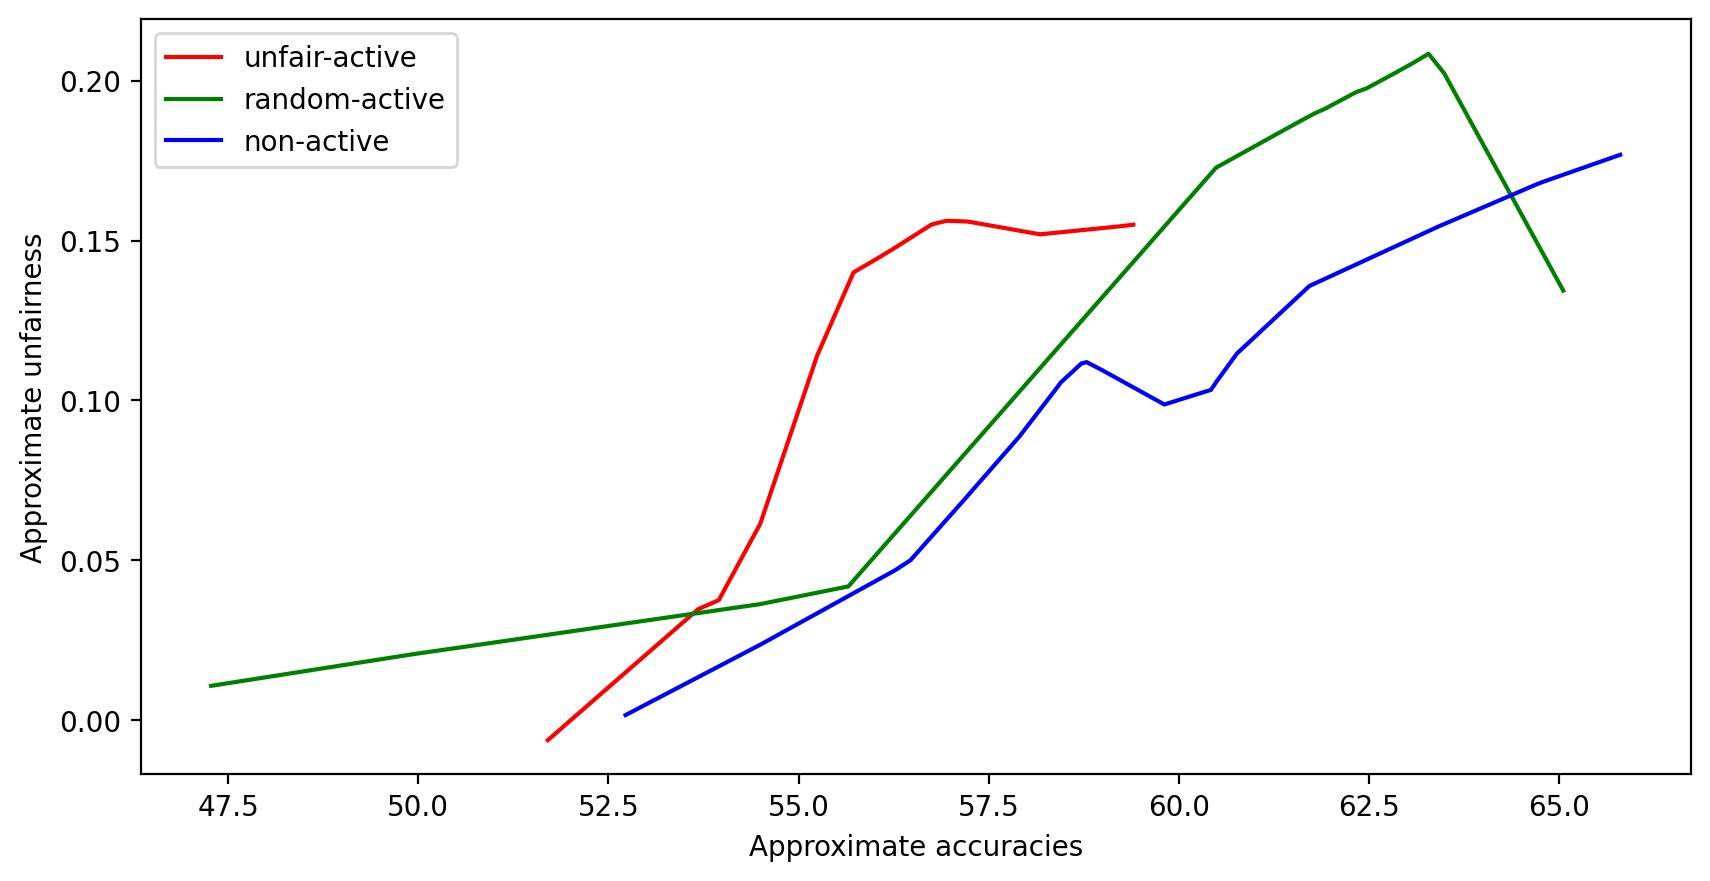 unfair-active
random-active
non-active
0.20
0.15
0.10
0.05
0.00
Approximate unfairness
47.5 50.0 52.5 55.0 57.5 60.0 62.5 65.0
Approximate accuracies